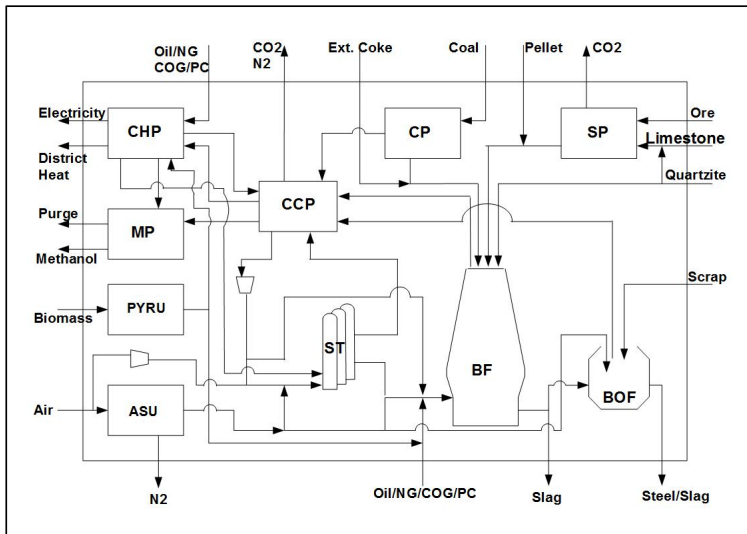 Oil/NG
COG/PC
CO2
N2
Ext. Coke
Coal
Pellet
CO2
Electricity
CHP
CP
SP
Ore
Limestone
District
Heat
Quartzite
CCP
Purge
MP
Methanol
Scrap
PYRU
Biomass
ST
BF
BOF
Air
ASU
N2
Oil/NG/COG/PC
Slag
Steel/Slag